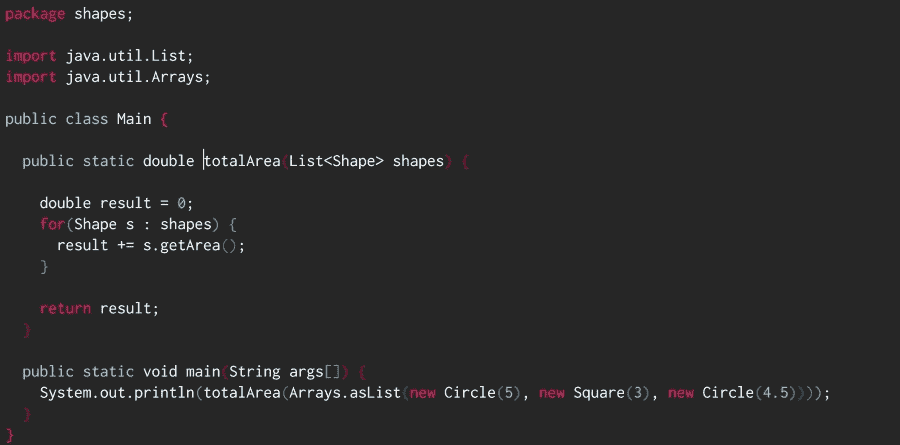 package shapes;
import java.util.List;
import java.util.Arrays;
public class Main {
public static double totalArea(List<Shape> shapes) {
double result = 0;
for(Shape s : shapes) {
result += s.getArea();
}
return result;
}
public static void main(String args[]) {
System.out.println(totalArea(Arrays.asList(new Circle(5), new Square(3), new Circle(4.5))));
}
}